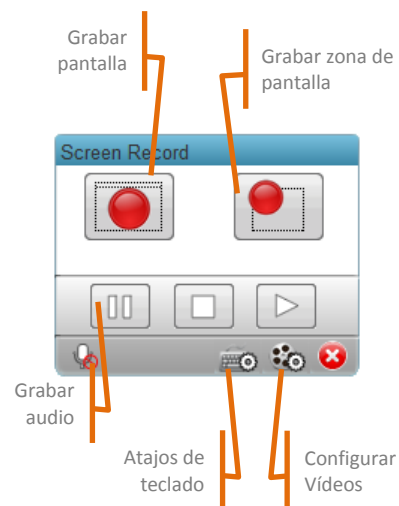 Grabar
pantalla
Grabar zona de
pantalla
Screen Record
Grabar
audio
Atajos de
teclado
Configurar
Vídeos